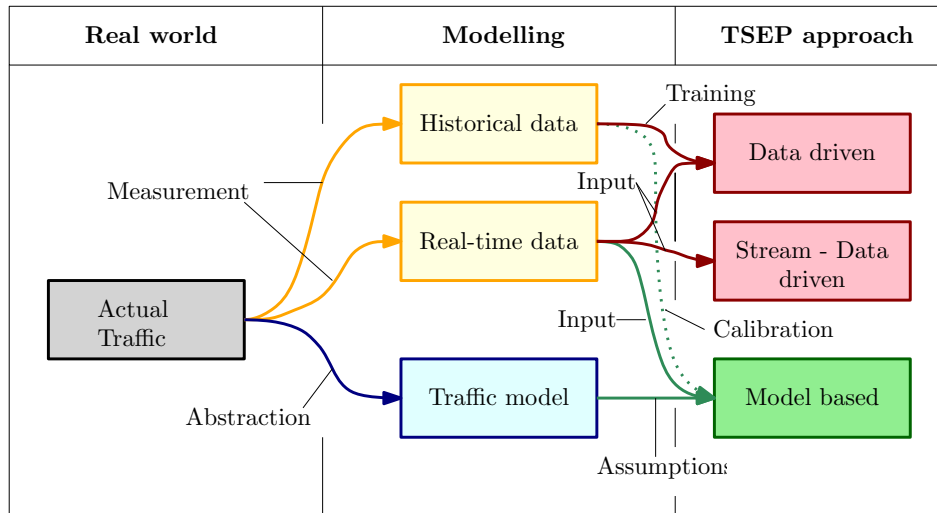 Real world
Modelling
TSEP approach
Training
Historical data
Data driven
Measurement
Input
Real-time data
Stream - Data
driven
Actual
Traffic
Input
Calibration
Abstraction
Traffic model
Model based
Assumptions